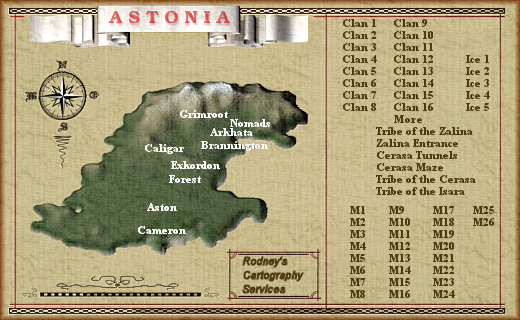 ASTONIA
N
W
E
S
Grimroot
Nomads
Arkhata
Brannington
Caligar
Exkordon
Forest
Aston
Cameron
Rodney's
Cartography
Services
Clan 1 Clan 9
Clan 2 Clan 10
Clan 3 Clan 11
Clan 4 Clan 12 Ice 1
Clan 5 Clan 13 Ice 2
Clan 6 Clan 14 Ice 3
Clan 7 Clan 15 Ice 4
Clan 8 Clan 16 Ice 5
More
Tribe of the Zalina
Zalina Entrance
Cerasa Tunnels
Cerasa Maze
Tribe of the Cerasa
Tribe of the Isara
M1 M9 M17 M25
M2 M10 M18 M26
M3 M11 M19
M4 M12 M20
M5 M13 M21
M6 M14 M22
M7 M15 M23
M8 M16 M24